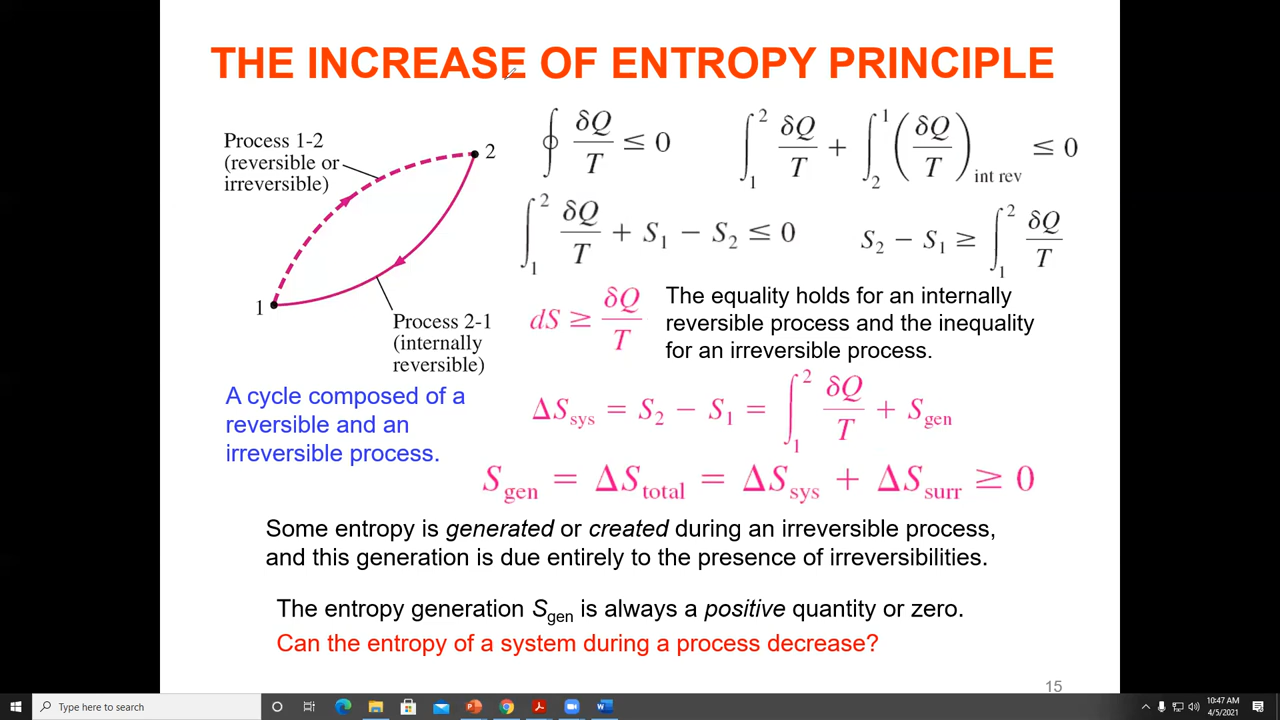 THE INCREASE OF ENTROPY PRINCIPLE
Process 1-2
(reversible or
irreversible)
2
1
Process 2-1
(internally
reversible)
A cycle composed of a
reversible and an
irreversible process.
∮ δQ/T ≤ 0
∫₁² δQ/T + ∫₂¹ (δQ/T)int rev ≤ 0
∫₁² δQ/T + S₁ − S₂ ≤ 0
S₂ − S₁ ≥ ∫₁² δQ/T
dS ≥ δQ/T
The equality holds for an internally
reversible process and the inequality
for an irreversible process.
ΔSsys = S₂ − S₁ = ∫₁² δQ/T + Sgen
Sgen = ΔStotal = ΔSsys + ΔSsurr ≥ 0
Some entropy is generated or created during an irreversible process,
and this generation is due entirely to the presence of irreversibilities.
The entropy generation Sgen is always a positive quantity or zero.
Can the entropy of a system during a process decrease?
15
Type here to search
10:47 AM
4/5/2021